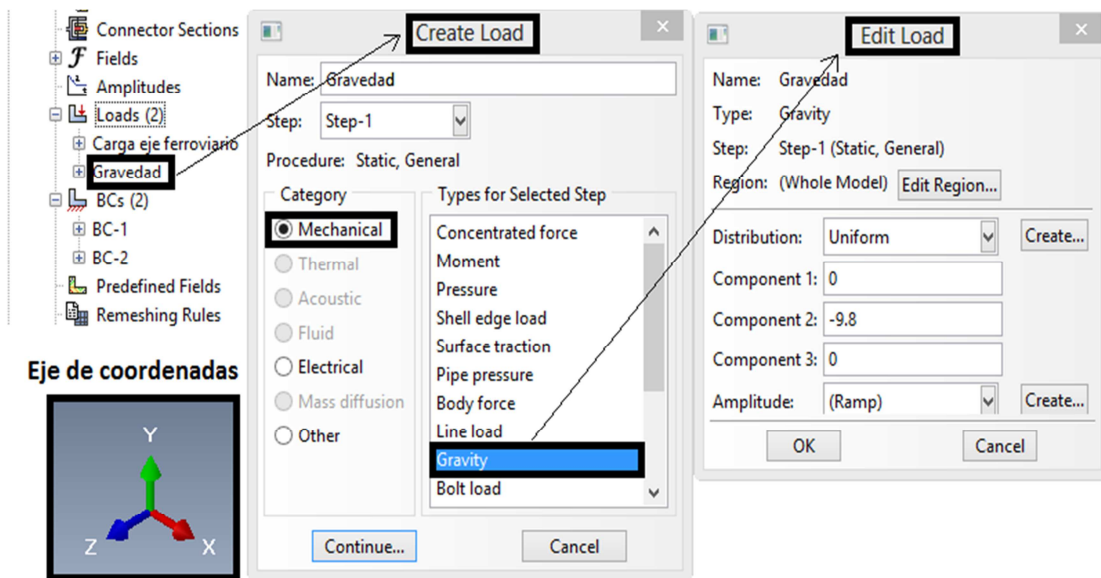 Connector Sections
Fields
Amplitudes
Loads (2)
Carga eje ferroviario
Gravedad
BCs (2)
BC-1
BC-2
Predefined Fields
Remeshing Rules
Eje de coordenadas
Y
Z
X
Create Load
Name: Gravedad
Step: Step-1
Procedure: Static, General
Category
Mechanical
Thermal
Acoustic
Fluid
Electrical
Mass diffusion
Other
Types for Selected Step
Concentrated force
Moment
Pressure
Shell edge load
Surface traction
Pipe pressure
Body force
Line load
Gravity
Bolt load
Continue...
Cancel
Edit Load
Name: Gravedad
Type: Gravity
Step: Step-1 (Static, General)
Region: (Whole Model) Edit Region...
Distribution: Uniform Create...
Component 1: 0
Component 2: -9.8
Component 3: 0
Amplitude: (Ramp) Create...
OK
Cancel